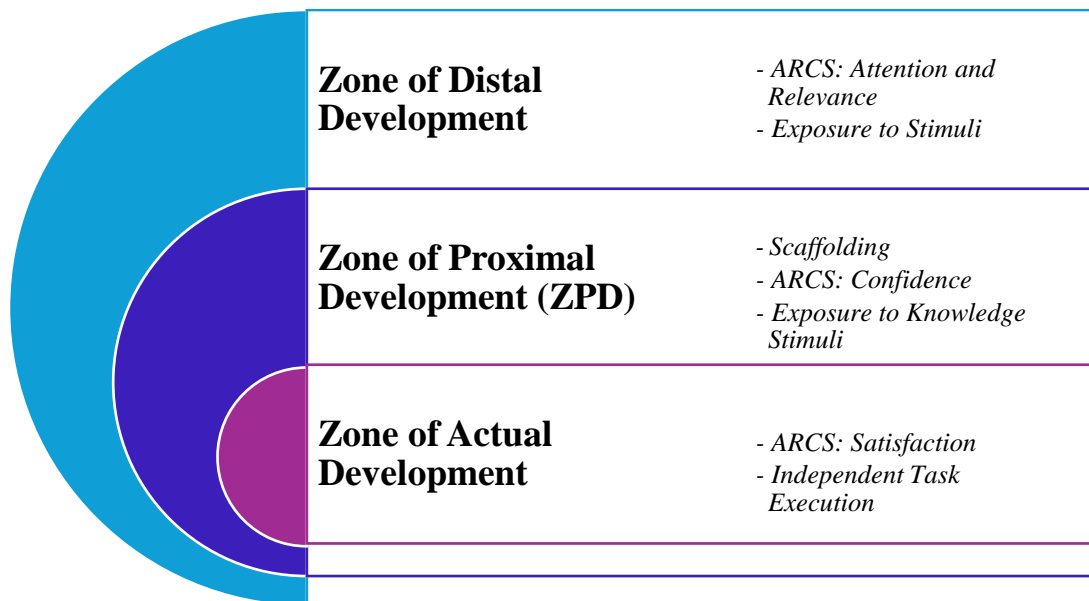 Zone of Distal
Development
- ARCS: Attention and
Relevance
- Exposure to Stimuli
Zone of Proximal
Development (ZPD)
- Scaffolding
- ARCS: Confidence
- Exposure to Knowledge
Stimuli
Zone of Actual
Development
- ARCS: Satisfaction
- Independent Task
Execution